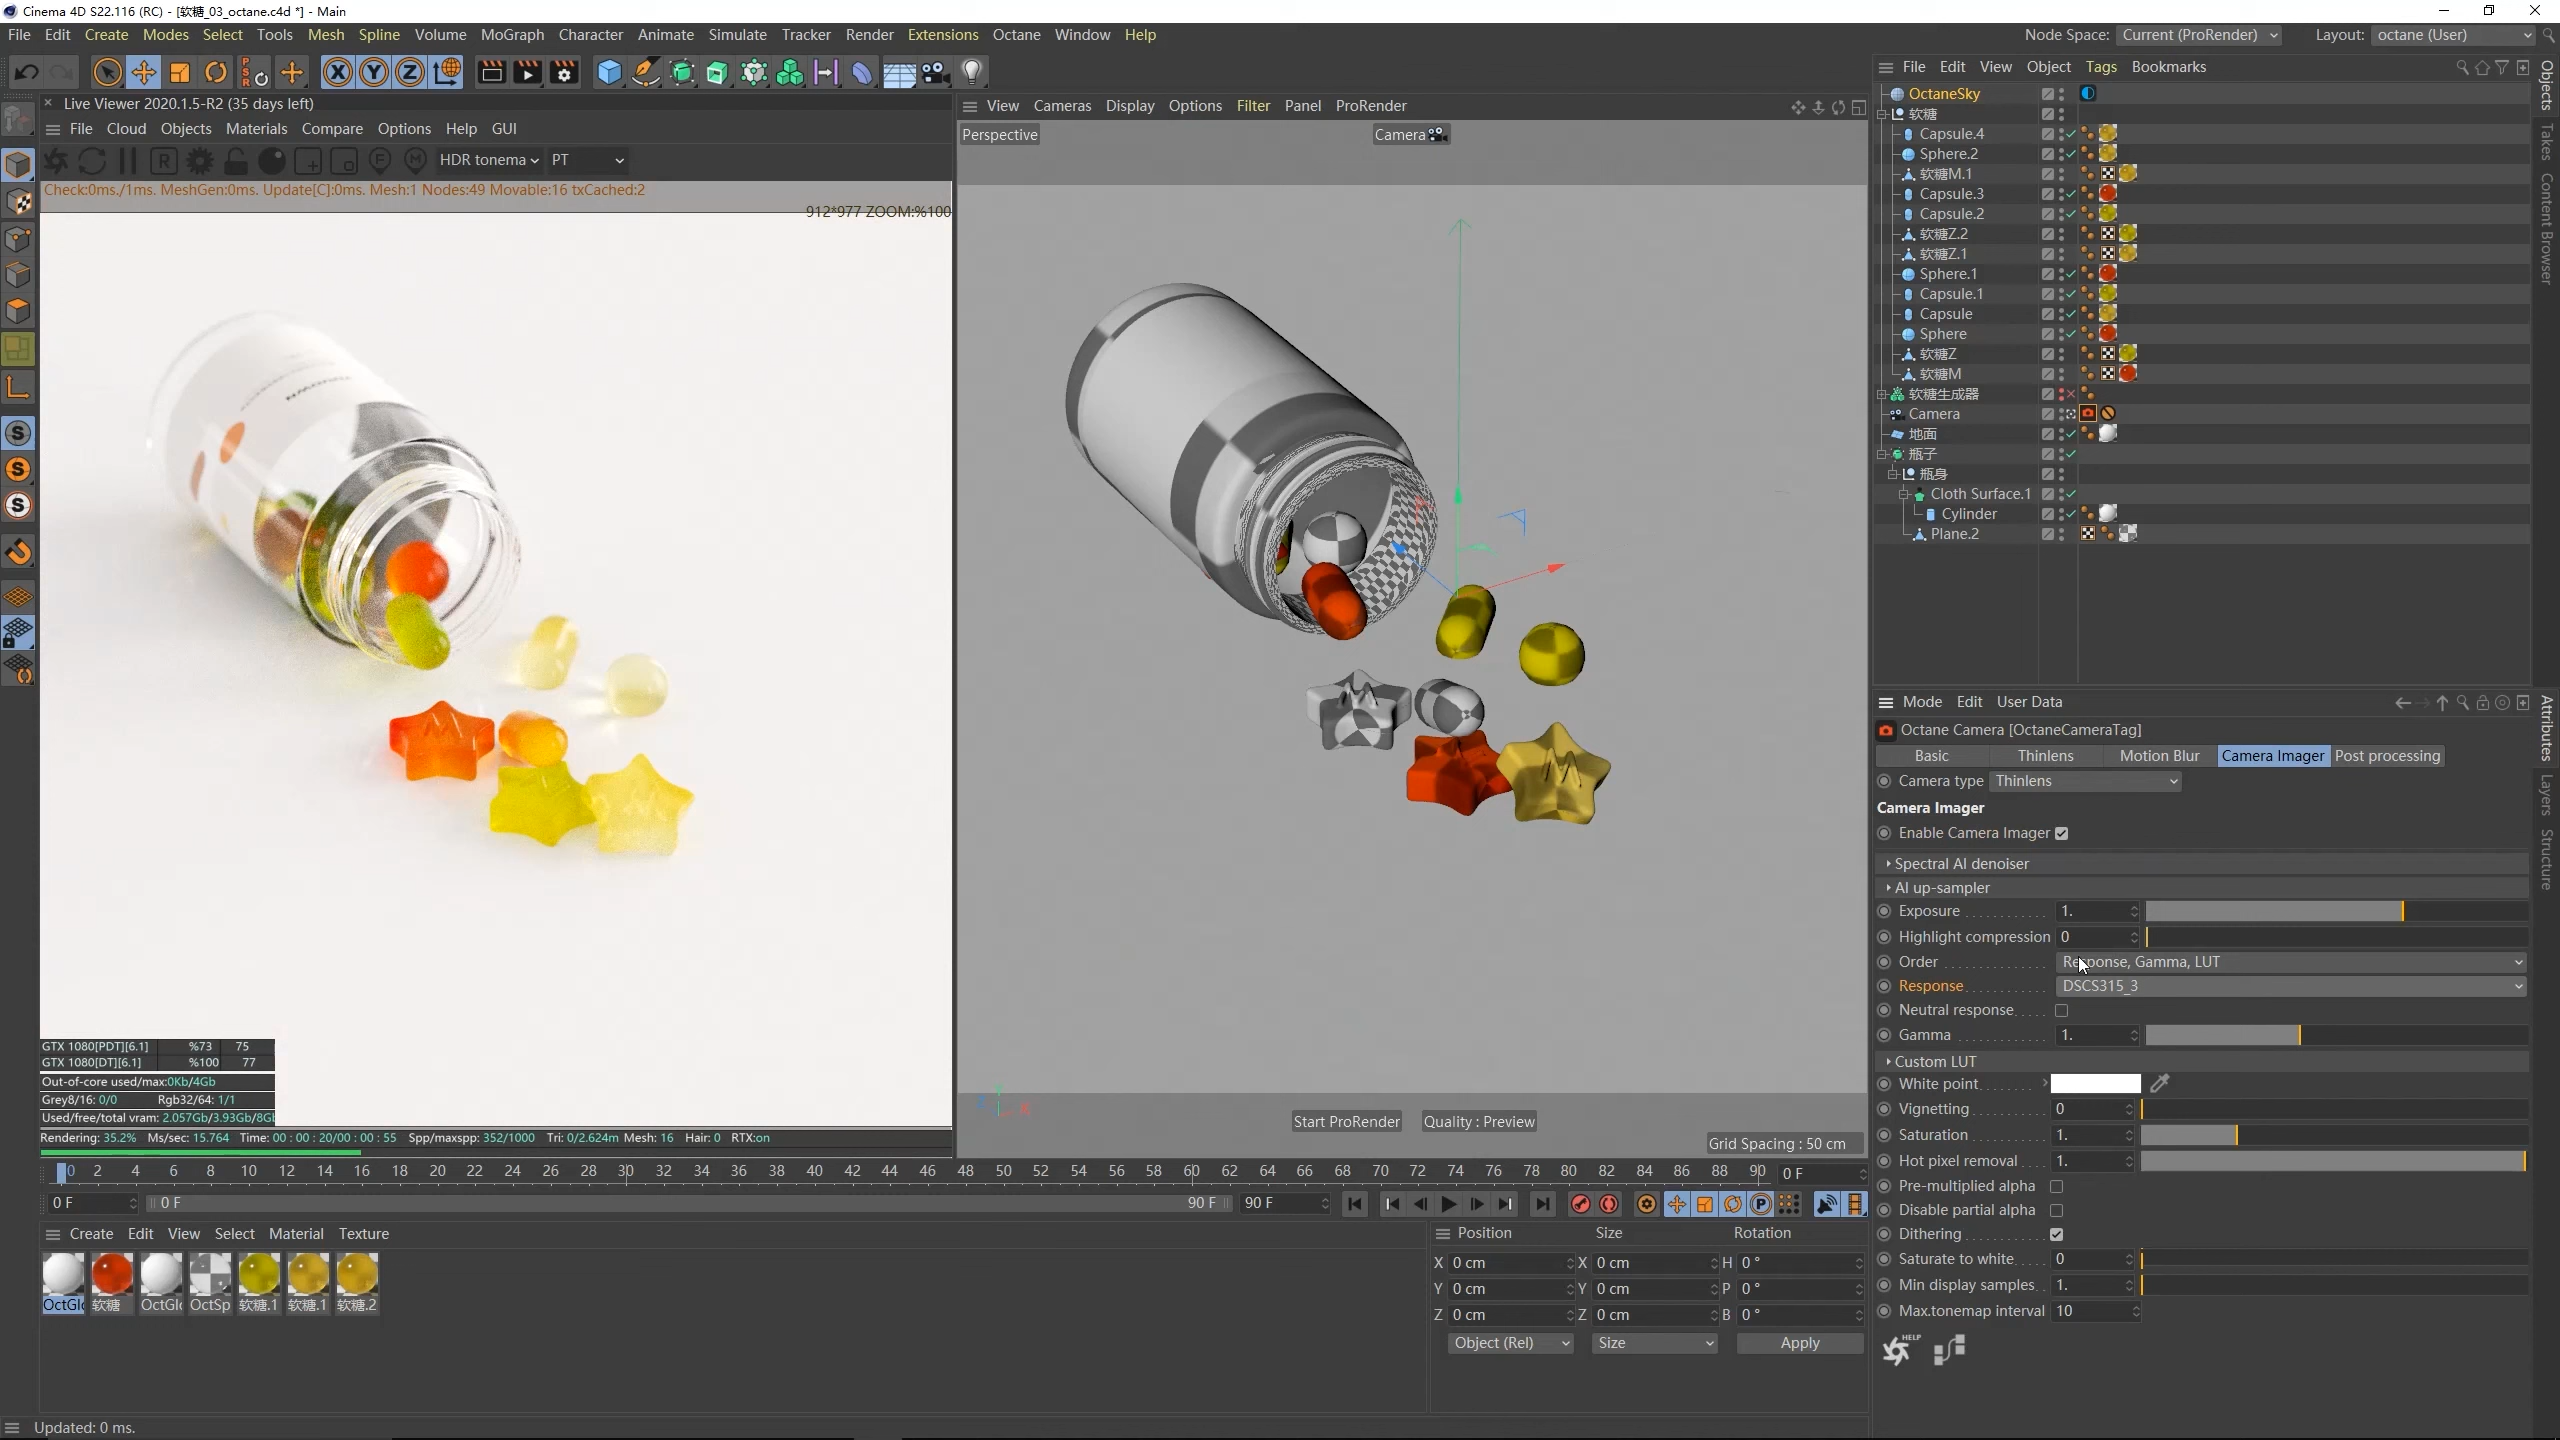 Cinema 4D S22.116 (RC) - [软糖_03_octane.c4d *] - Main
File Edit Create Modes Select Tools Mesh Spline Volume MoGraph Character Animate Simulate Tracker Render Extensions Octane Window Help
Node Space: Current (ProRender) Layout: octane (User)
PSR
X Y Z
Live Viewer 2020.1.5-R2 (35 days left)
File Cloud Objects Materials Compare Options Help GUI
HDR tonema PT
Check:0ms./1ms. MeshGen:0ms. Update[C]:0ms. Mesh:1 Nodes:49 Movable:16 txCached:2
912*977 ZOOM:%100
GTX 1080[PDT][6.1] %73 75
GTX 1080[DT][6.1] %100 77
Out-of-core used/max:0Kb/4Gb
Grey8/16: 0/0 Rgb32/64: 1/1
Used/free/total vram: 2.057Gb/3.93Gb/8Gb
Rendering: 35.2% Ms/sec: 15.764 Time: 00 : 00 : 20/00 : 00 : 55 Spp/maxspp: 352/1000 Tri: 0/2.624m Mesh: 16 Hair: 0 RTX:on
View Cameras Display Options Filter Panel ProRender
Perspective
Camera
Start ProRender Quality : Preview
Grid Spacing : 50 cm
0 2 4 6 8 10 12 14 16 18 20 22 24 26 28 30 32 34 36 38 40 42 44 46 48 50 52 54 56 58 60 62 64 66 68 70 72 74 76 78 80 82 84 86 88 90 0 F
0 F 0 F 90 F 90 F
Create Edit View Select Material Texture
OctGlo 软糖 OctGlo OctSp 软糖.1 软糖.1 软糖.2
Position Size Rotation
X 0 cm X 0 cm H 0 °
Y 0 cm Y 0 cm P 0 °
Z 0 cm Z 0 cm B 0 °
Object (Rel) Size Apply
Updated: 0 ms.
File Edit View Object Tags Bookmarks
OctaneSky
软糖
Capsule.4
Sphere.2
软糖M.1
Capsule.3
Capsule.2
软糖Z.2
软糖Z.1
Sphere.1
Capsule.1
Capsule
Sphere
软糖Z
软糖M
软糖生成器
Camera
地面
瓶子
瓶身
Cloth Surface.1
Cylinder
Plane.2
Objects
Takes
Content Browser
Mode Edit User Data
Octane Camera [OctaneCameraTag]
Basic Thinlens Motion Blur Camera Imager Post processing
Camera type Thinlens
Camera Imager
Enable Camera Imager
Spectral AI denoiser
AI up-sampler
Exposure 1.
Highlight compression 0
Order Response, Gamma, LUT
Response DSCS315_3
Neutral response
Gamma 1.
Custom LUT
White point
Vignetting 0
Saturation 1.
Hot pixel removal 1.
Pre-multiplied alpha
Disable partial alpha
Dithering
Saturate to white 0
Min display samples 1.
Max.tonemap interval 10
HELP
Attributes
Layers
Structure